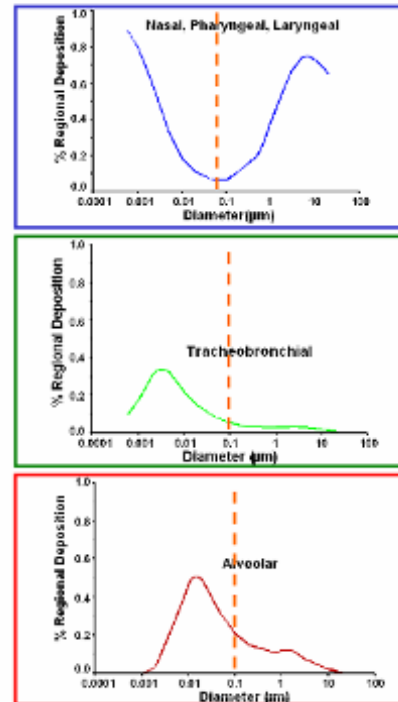 Nasal, Pharyngeal, Laryngeal
% Regional Deposition
1.0
0.8
0.6
0.4
0.2
0.0
0.0001 0.001 0.01 0.1 1 10 100
Diameter(µm)
Tracheobronchial
% Regional Deposition
1.0
0.8
0.6
0.4
0.2
0.0
0.0001 0.001 0.01 0.1 1 10 100
Diameter (µm)
Alveolar
% Regional Deposition
1.0
0.8
0.6
0.4
0.2
0.0
0.0001 0.001 0.01 0.1 1 10 100
Diameter (µm)